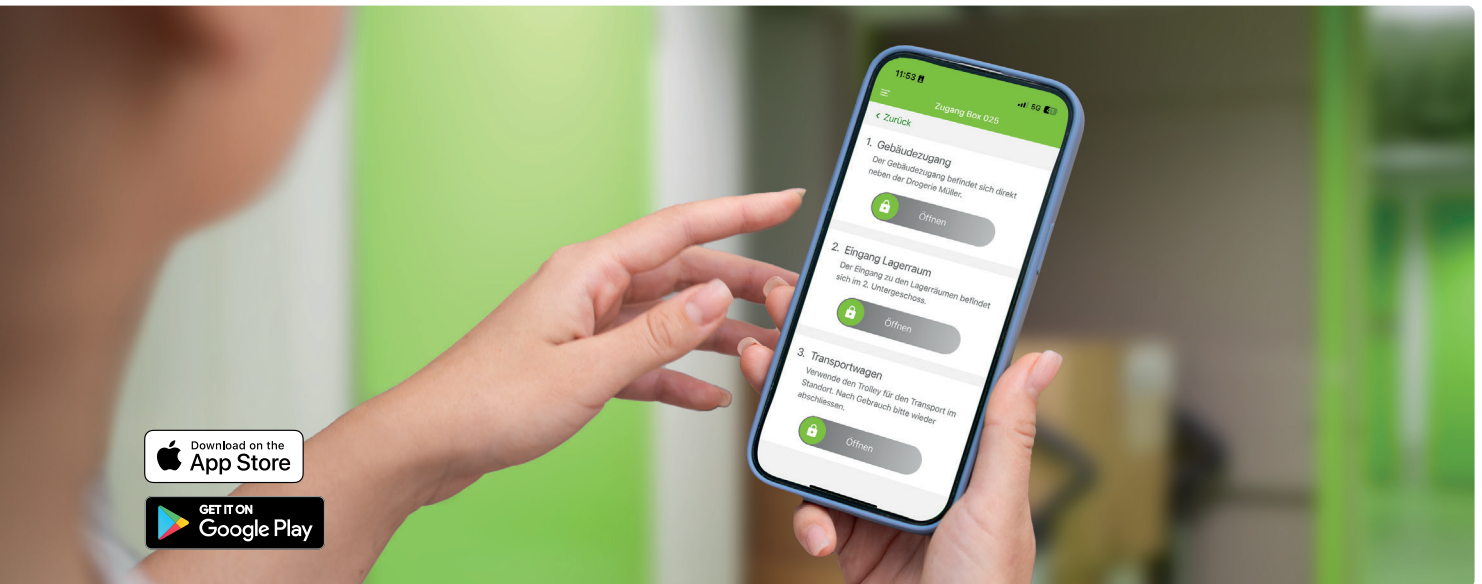 11:53
5G
Zugang Box 025
‹ Zurück
1. Gebäudezugang
Der Gebäudezugang befindet sich direkt
neben der Drogerie Müller.
Öffnen
2. Eingang Lagerraum
Der Eingang zu den Lagerräumen befindet
sich im 2. Untergeschoss.
Öffnen
3. Transportwagen
Verwende den Trolley für den Transport im
Standort. Nach Gebrauch bitte wieder
abschliessen.
Öffnen
Download on the
App Store
GET IT ON
Google Play